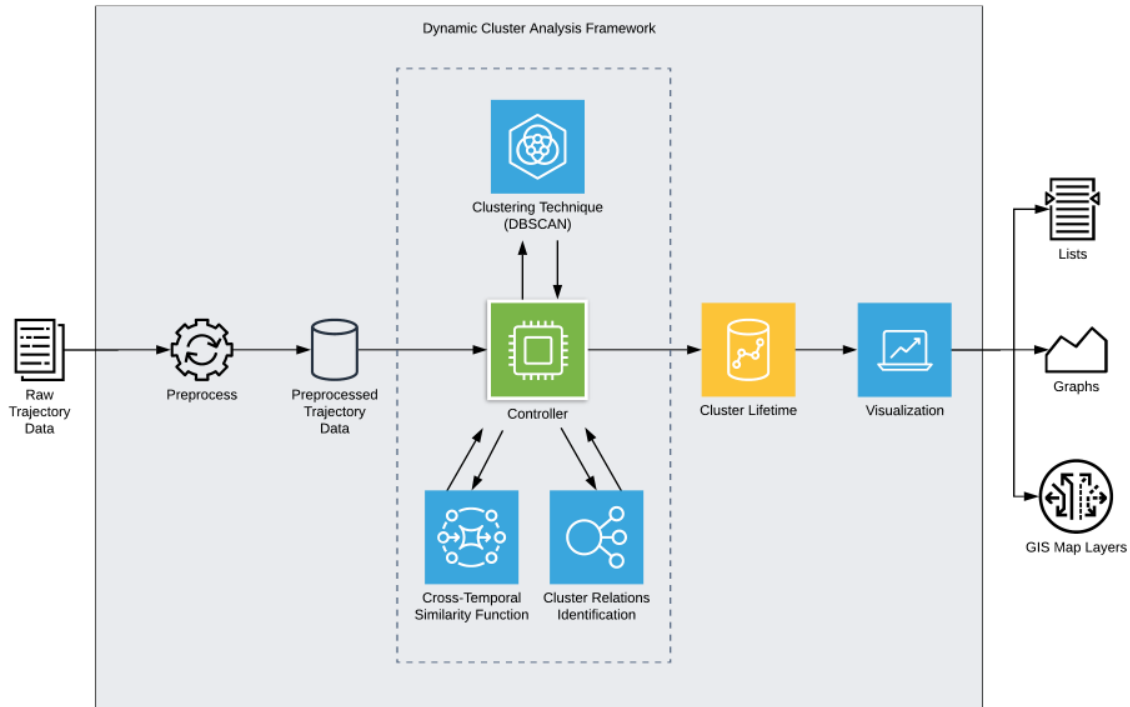 Dynamic Cluster Analysis Framework
Clustering Technique
(DBSCAN)
Lists
Raw
Trajectory
Data
Preprocess
Preprocessed
Trajectory
Data
Controller
Cluster Lifetime
Visualization
Graphs
Cross-Temporal
Similarity Function
Cluster Relations
Identification
GIS Map Layers